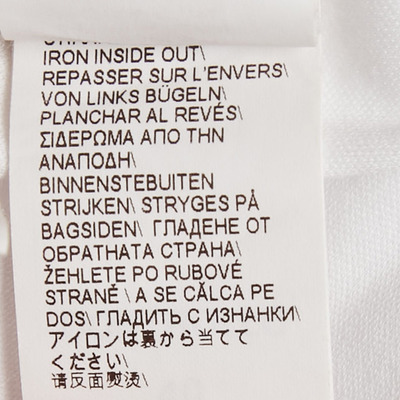 IRON INSIDE OUT\
REPASSER SUR L'ENVERS\
VON LINKS BÜGELN\
PLANCHAR AL REVÉS\
ΣΙΔΕΡΩΜΑ ΑΠΟ ΤΗΝ
ΑΝΑΠΟΔΗ\
BINNENSTEBUITEN
STRIJKEN\ STRYGES PÅ
BAGSIDEN\ ГЛАДЕНЕ ОТ
ОБРАТНАТА СТРАНА\
ŽEHLETE PO RUBOVÉ
STRANĚ \ A SE CĂLCA PE
DOS\ ГЛАДИТЬ С ИЗНАНКИ\
アイロンは裏から当てて
ください\
请反面熨烫\